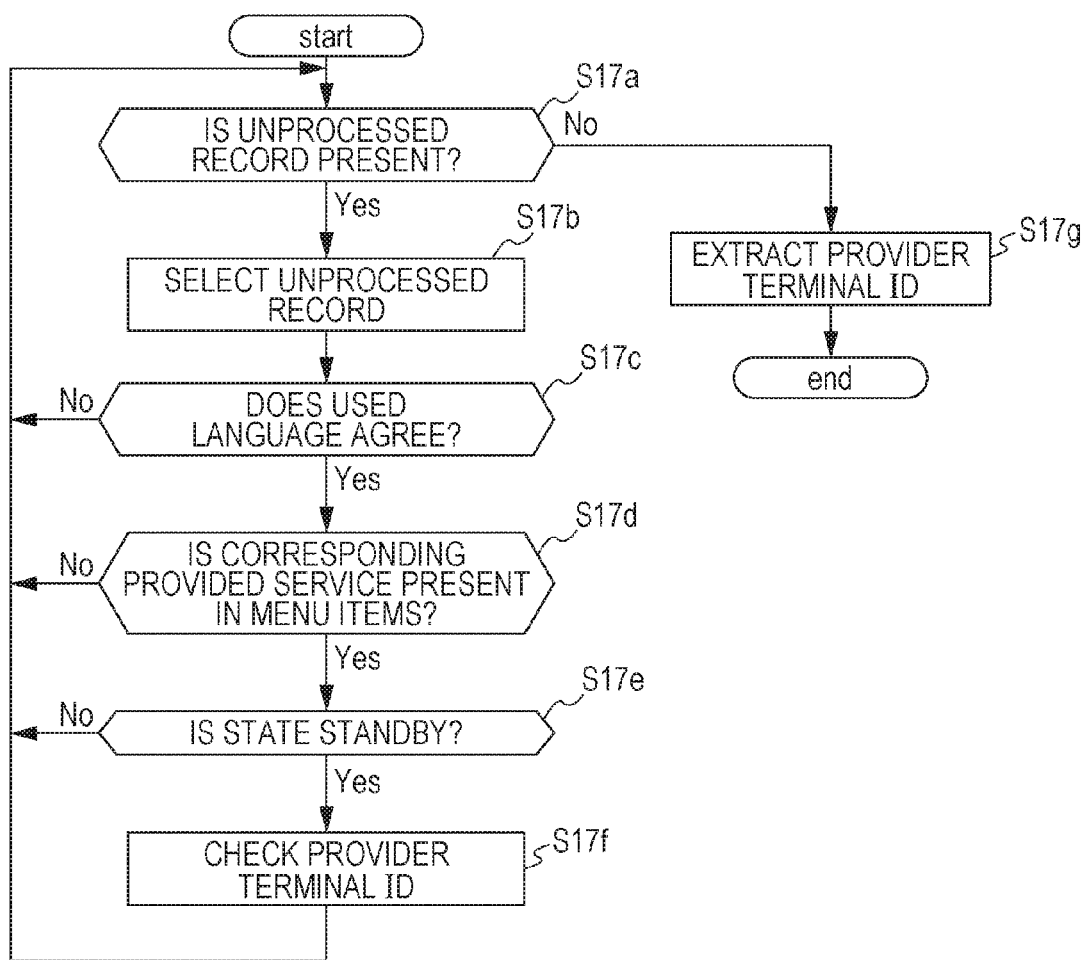 start
S17a
IS UNPROCESSED
RECORD PRESENT?
No
Yes
S17b
SELECT UNPROCESSED
RECORD
S17g
EXTRACT PROVIDER
TERMINAL ID
end
S17c
No
DOES USED
LANGUAGE AGREE?
Yes
S17d
No
IS CORRESPONDING
PROVIDED SERVICE PRESENT
IN MENU ITEMS?
Yes
S17e
No
IS STATE STANDBY?
Yes
S17f
CHECK PROVIDER
TERMINAL ID